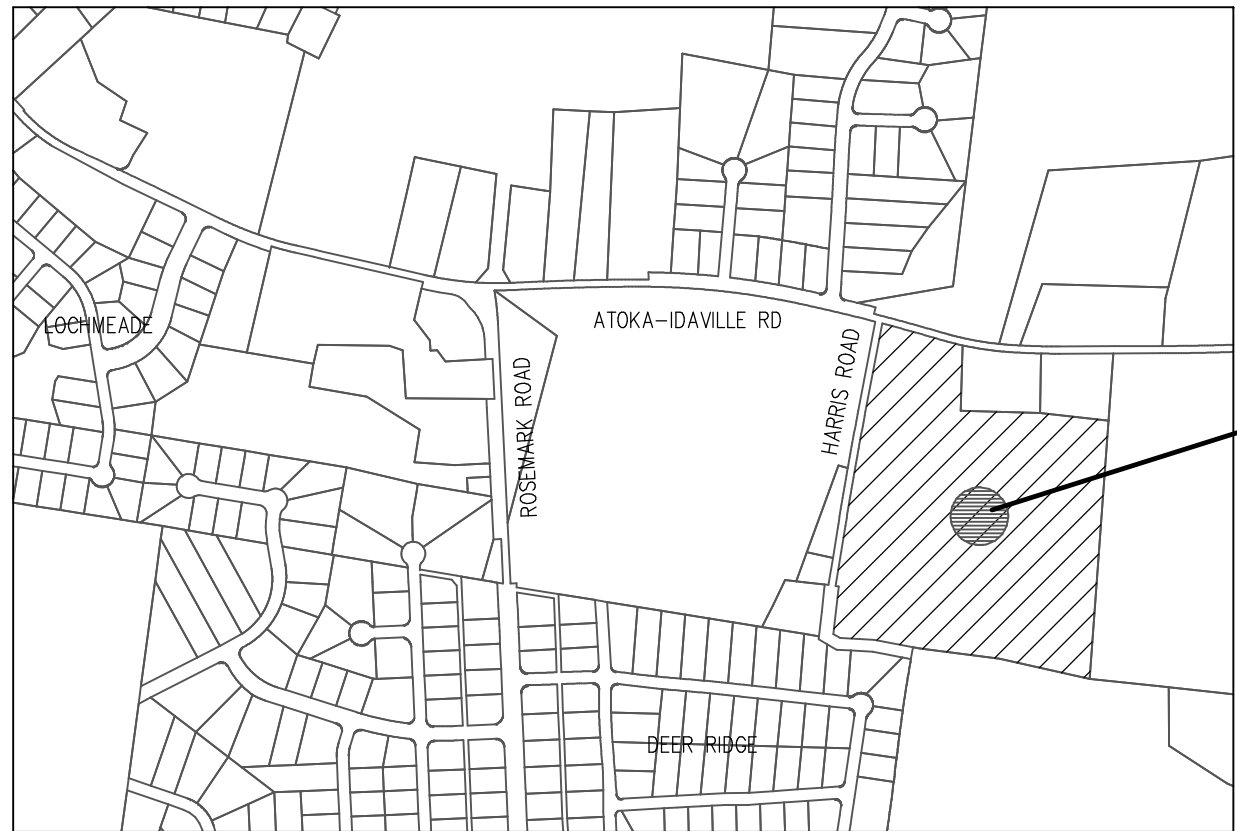 ATOKA-IDAVILLE RD
LOCHMEADE
HARRIS ROAD
ROSEMARK ROAD
DEER RIDGE